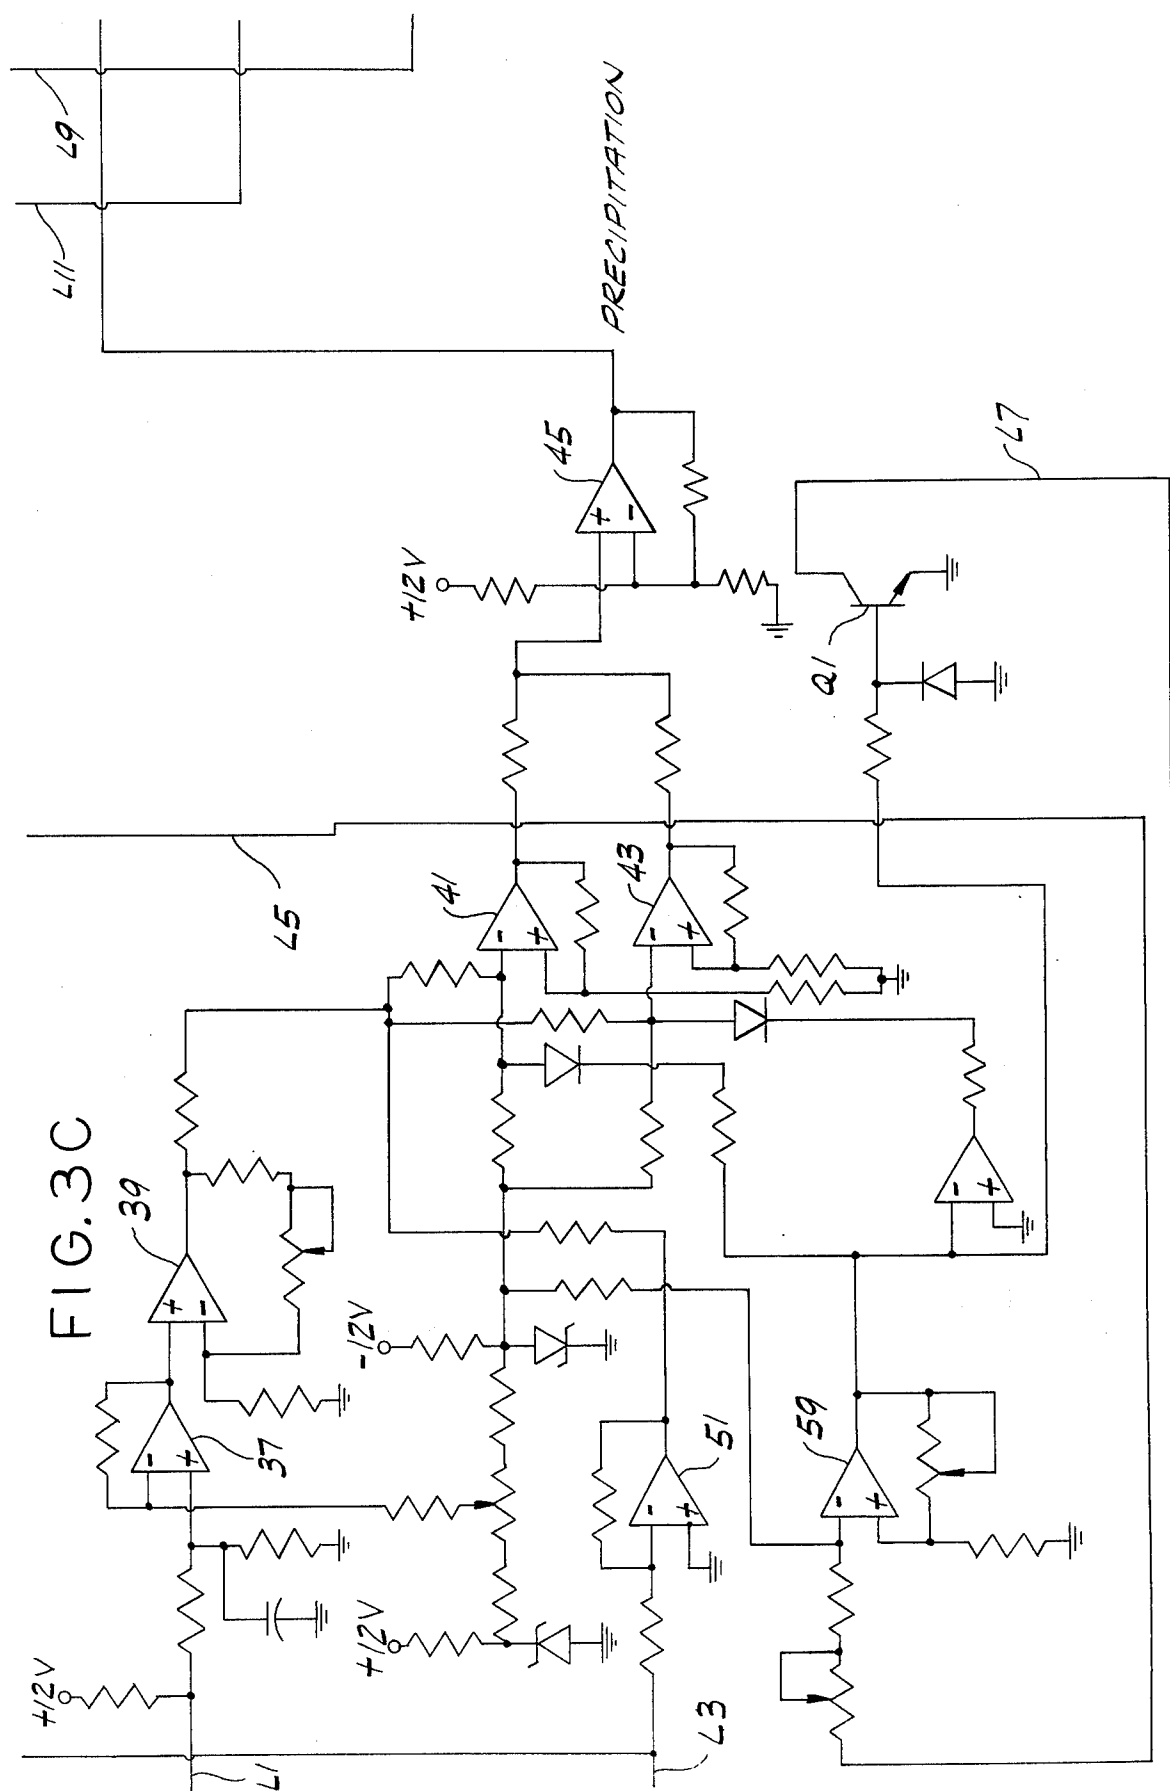 FIG. 3C
L9
L11
PRECIPITATION
45
+12V
L7
Q1
L5
41
43
39
-12V
37
51
59
+12V
+12V
L1
L3
+
-
-
+
-
+
+
-
-
+
-
+
-
+
-
+